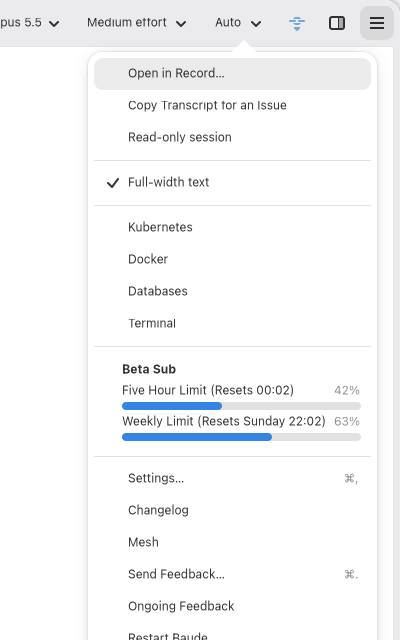 pus 5.5 Medium effort Auto
Open in Record...
Copy Transcript for an Issue
Read-only session
Full-width text
Kubernetes
Docker
Databases
Terminal
Beta Sub
Five Hour Limit (Resets 00:02) 42%
Weekly Limit (Resets Sunday 22:02) 63%
Settings... ⌘,
Changelog
Mesh
Send Feedback... ⌘.
Ongoing Feedback
Restart Baude